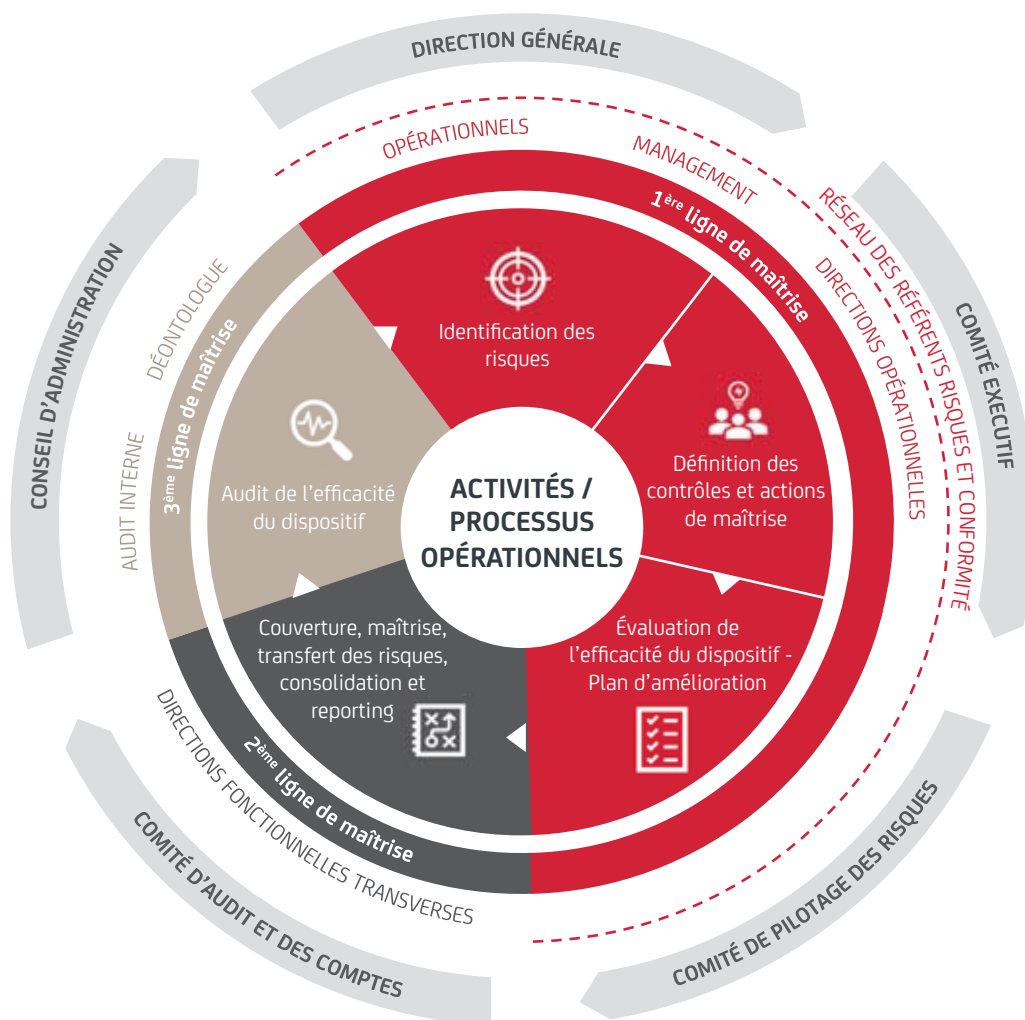 DIRECTION GÉNÉRALE
OPÉRATIONNELS
MANAGEMENT
1ère ligne de maîtrise
RÉSEAU DES RÉFÉRENTS RISQUES ET CONFORMITÉ
DIRECTIONS OPÉRATIONNELLES
COMITÉ EXECUTIF
CONSEIL D'ADMINISTRATION
DÉONTOLOGUE
3ème ligne de maîtrise
AUDIT INTERNE
Identification des
risques
Définition des
contrôles et actions
de maîtrise
Audit de l'efficacité
du dispositif
ACTIVITÉS /
PROCESSUS
OPÉRATIONNELS
Couverture, maîtrise,
transfert des risques,
consolidation et
reporting
Évaluation de
l'efficacité du dispositif -
Plan d'amélioration
2ème ligne de maîtrise
DIRECTIONS FONCTIONNELLES TRANSVERSES
COMITÉ D'AUDIT ET DES COMPTES
COMITÉ DE PILOTAGE DES RISQUES